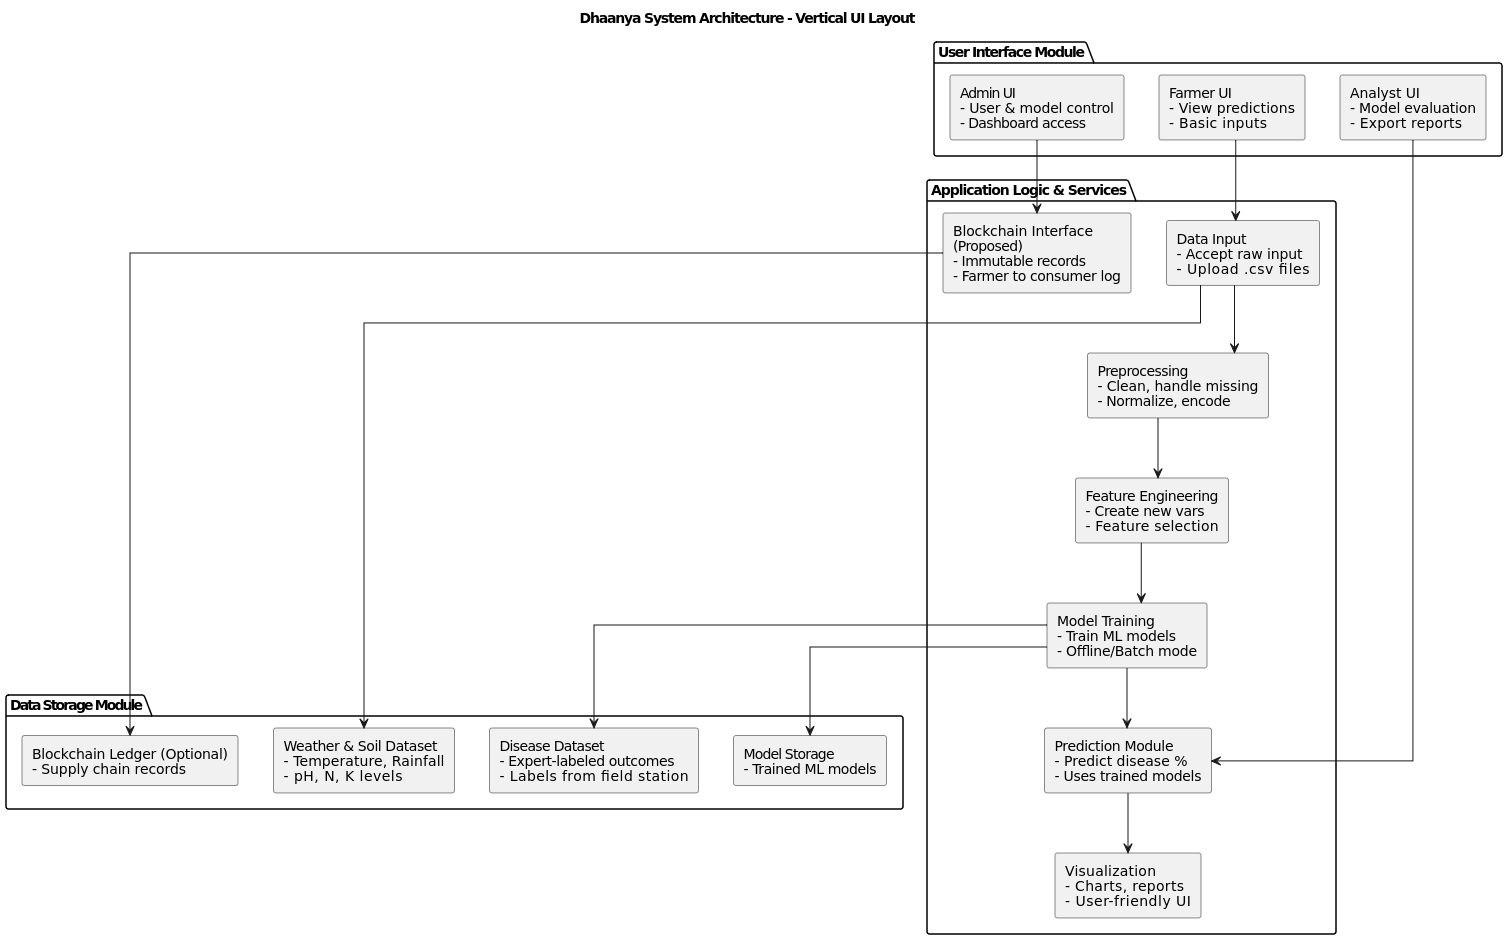 Dhaanya System Architecture - Vertical UI Layout
User Interface Module
Admin UI
- User & model control
- Dashboard access
Farmer UI
- View predictions
- Basic inputs
Analyst UI
- Model evaluation
- Export reports
Application Logic & Services
Blockchain Interface
(Proposed)
- Immutable records
- Farmer to consumer log
Data Input
- Accept raw input
- Upload .csv files
Preprocessing
- Clean, handle missing
- Normalize, encode
Feature Engineering
- Create new vars
- Feature selection
Model Training
- Train ML models
- Offline/Batch mode
Data Storage Module
Blockchain Ledger (Optional)
- Supply chain records
Weather & Soil Dataset
- Temperature, Rainfall
- pH, N, K levels
Disease Dataset
- Expert-labeled outcomes
- Labels from field station
Model Storage
- Trained ML models
Prediction Module
- Predict disease %
- Uses trained models
Visualization
- Charts, reports
- User-friendly UI